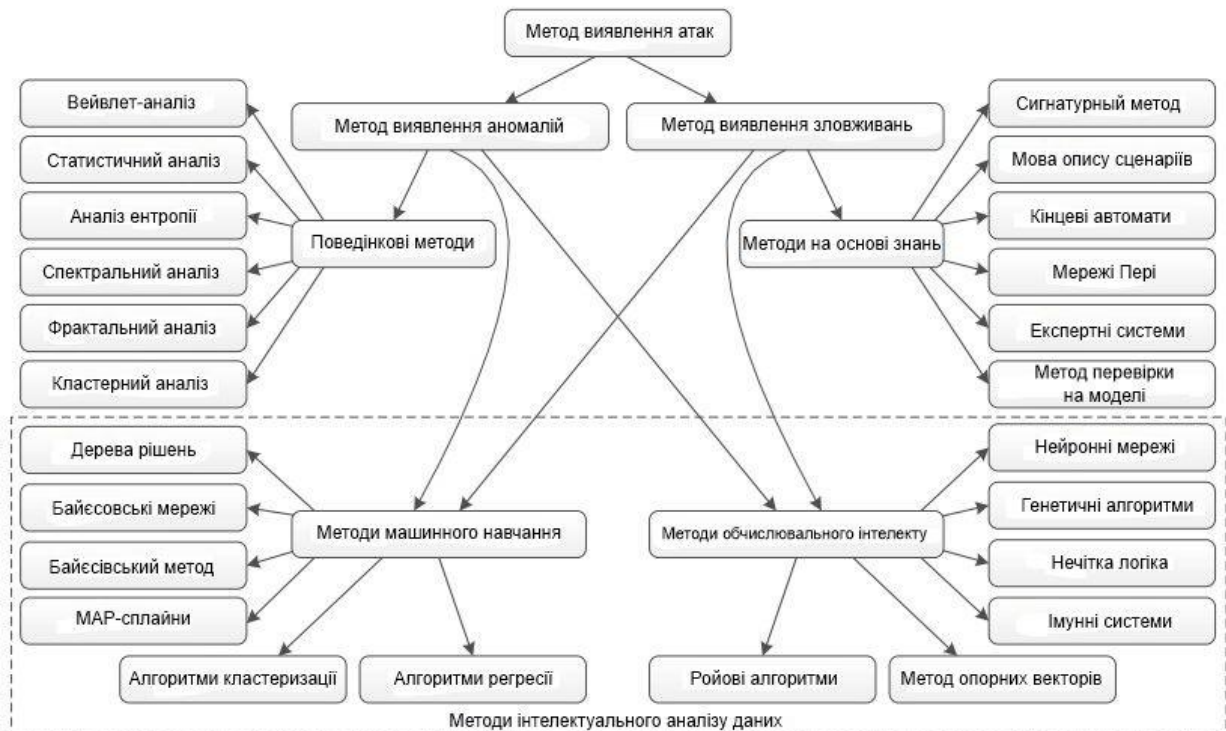 Метод виявлення атак
Вейвлет-аналіз
Метод виявлення аномалій
Метод виявлення зловживань
Сигнатурный метод
Статистичний аналіз
Мова опису сценаріїв
Аналіз ентропії
Поведінкові методи
Методи на основі знань
Кінцеві автомати
Спектральний аналіз
Мережі Пері
Фрактальний аналіз
Експертні системи
Кластерний аналіз
Метод перевірки
на моделі
Дерева рішень
Нейронні мережі
Байєсовські мережі
Методи машинного навчання
Методи обчислювального інтелекту
Генетичні алгоритми
Байєсівський метод
Нечітка логіка
МАР-сплайни
Імунні системи
Алгоритми кластеризації
Алгоритми регресії
Ройові алгоритми
Метод опорних векторів
Методи інтелектуального аналізу даних